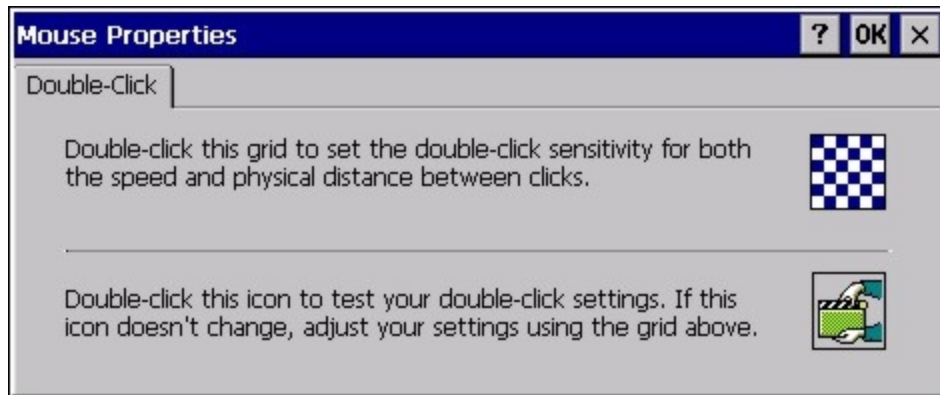 Mouse Properties ? OK ×
Double-Click
Double-click this grid to set the double-click sensitivity for both
the speed and physical distance between clicks.
Double-click this icon to test your double-click settings. If this
icon doesn't change, adjust your settings using the grid above.